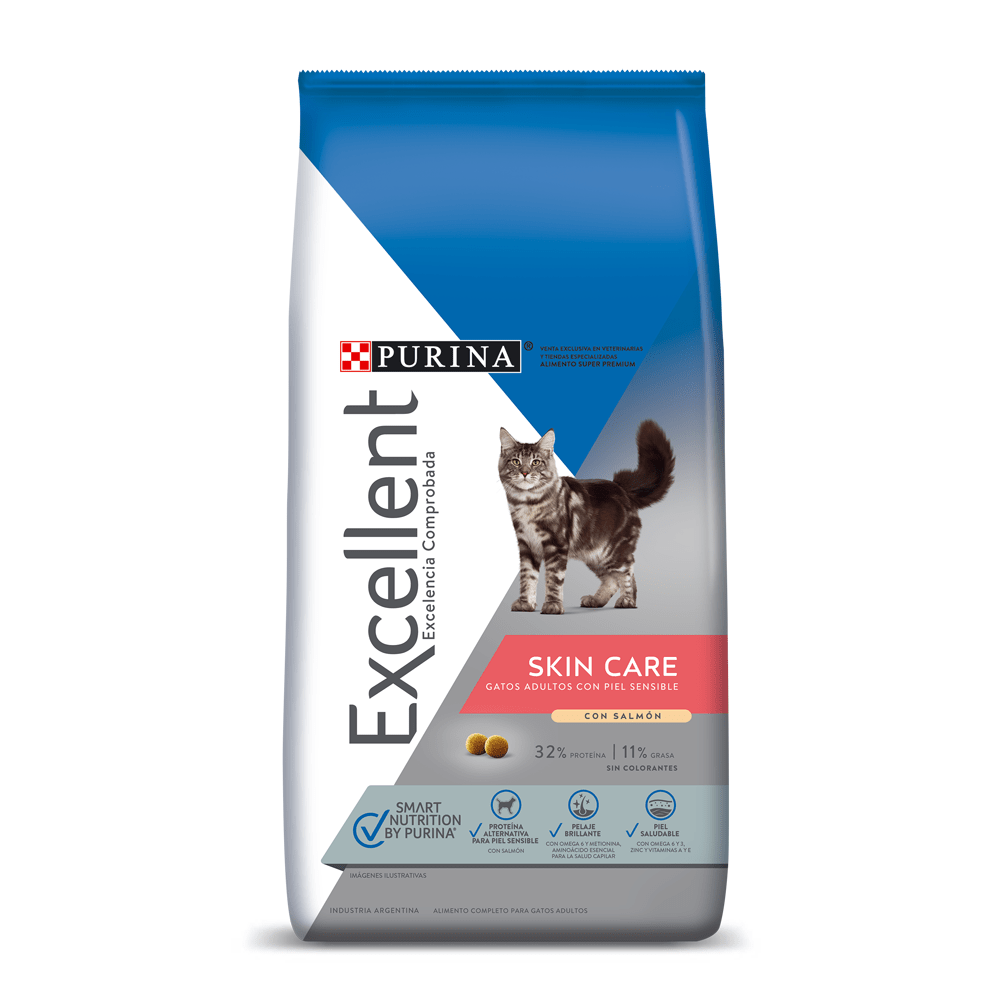 PURINA®
VENTA EXCLUSIVA EN VETERINARIAS
Y TIENDAS ESPECIALIZADAS
ALIMENTO SUPER PREMIUM
Excellent
Excelencia Comprobada
SKIN CARE
GATOS ADULTOS CON PIEL SENSIBLE
CON SALMÓN
32% PROTEÍNA | 11% GRASA
SIN COLORANTES
SMART
NUTRITION
BY PURINA®
PROTEÍNA
ALTERNATIVA
PARA PIEL SENSIBLE
CON SALMÓN
PELAJE
BRILLANTE
CON OMEGA 6 Y METIONINA,
AMINOÁCIDO ESENCIAL
PARA LA SALUD CAPILAR
PIEL
SALUDABLE
CON OMEGA 6 Y 3,
ZINC Y VITAMINAS A Y E
IMÁGENES ILUSTRATIVAS
INDUSTRIA ARGENTINA
ALIMENTO COMPLETO PARA GATOS ADULTOS